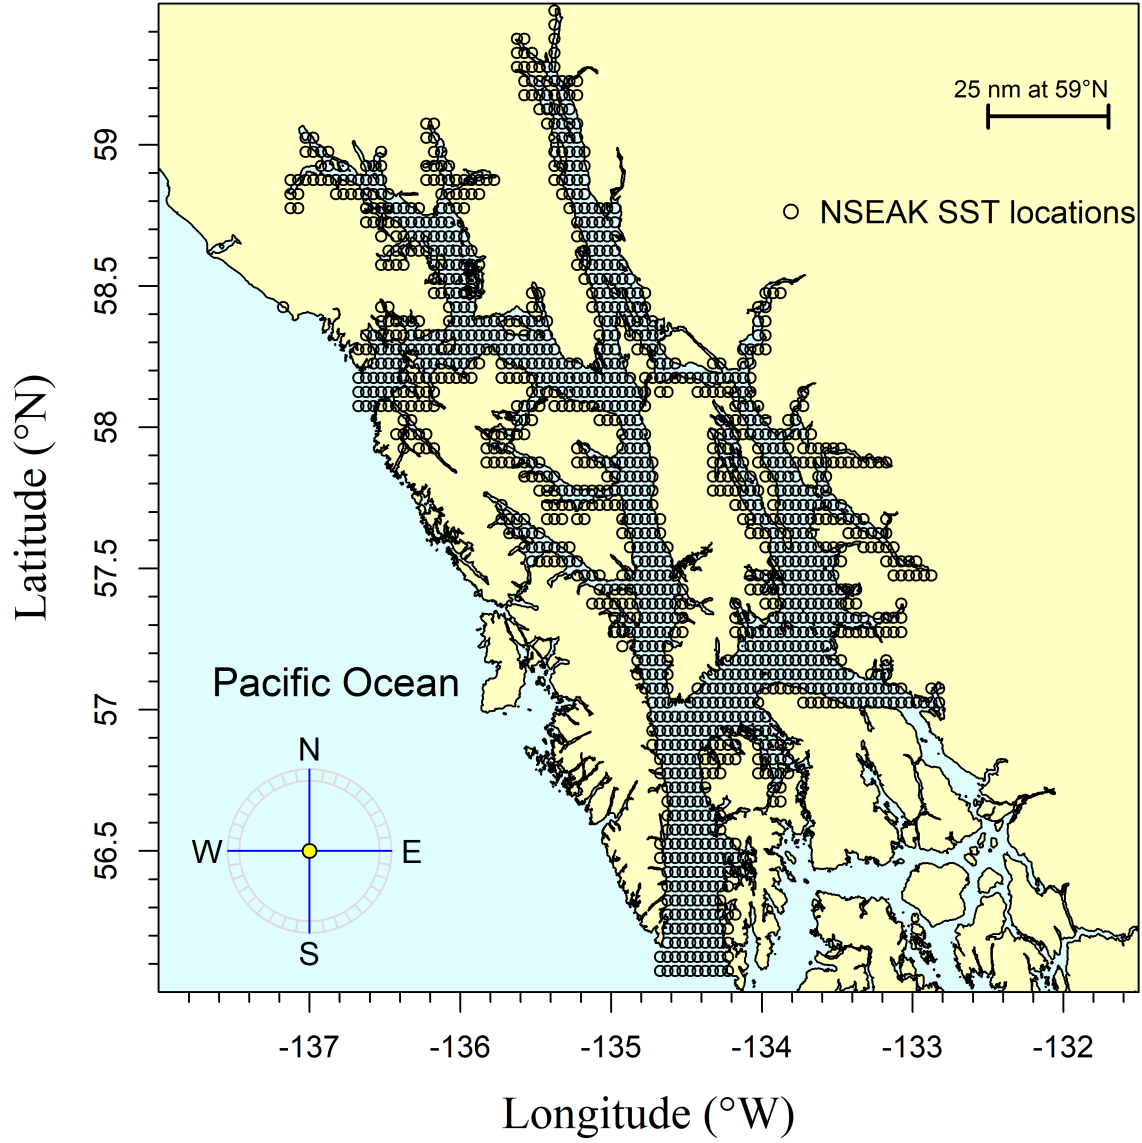 25 nm at 59°N
NSEAK SST locations
Pacific Ocean
N
W
E
S
59
58.5
58
57.5
57
56.5
Latitude (°N)
-137
-136
-135
-134
-133
-132
Longitude (°W)